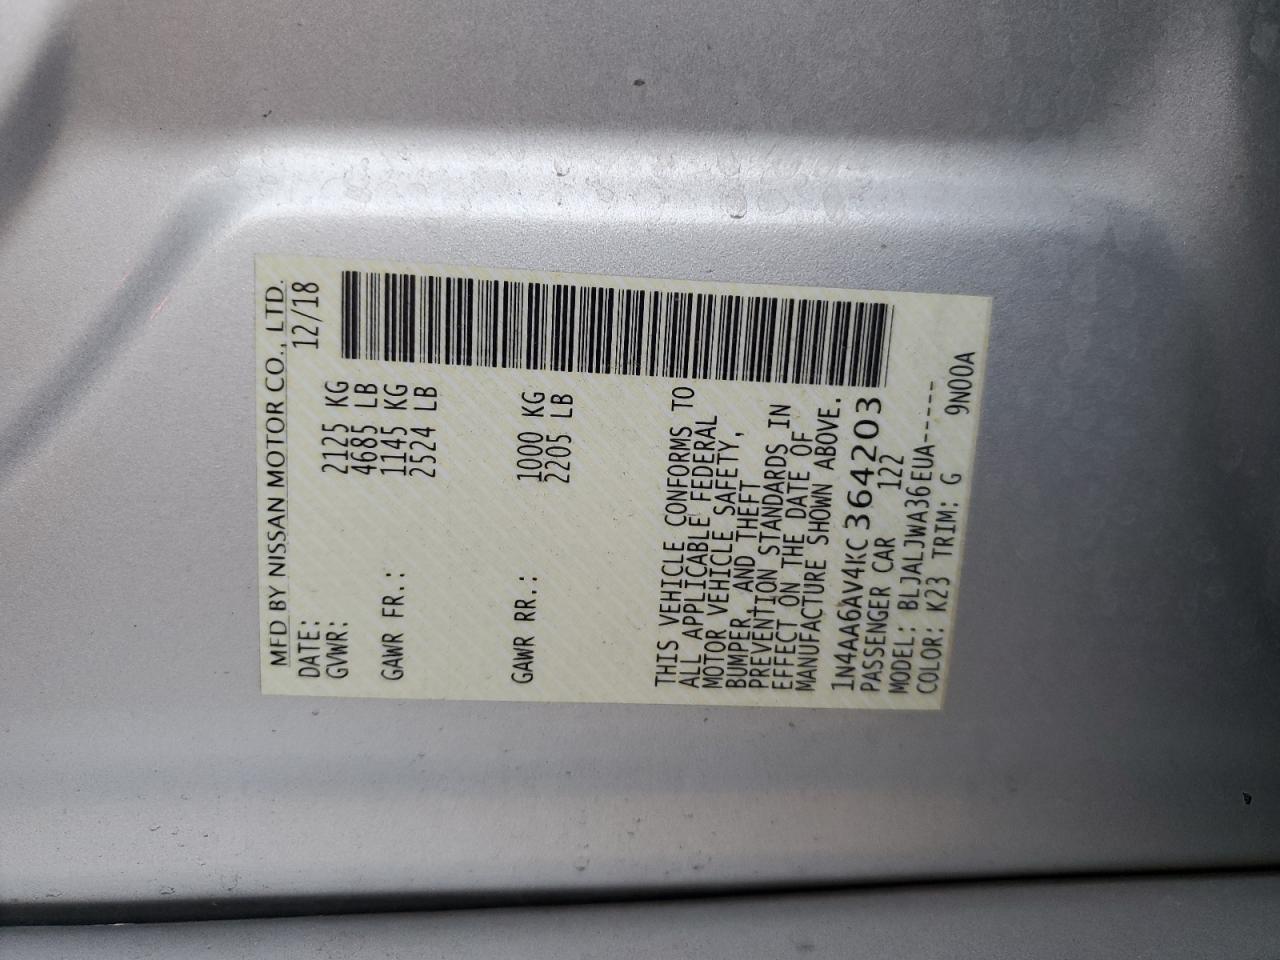 MFD BY NISSAN MOTOR CO., LTD.
DATE: 12/18
GVWR: 2125 KG
4685 LB
GAWR FR.: 1145 KG
2524 LB
GAWR RR.: 1000 KG
2205 LB
THIS VEHICLE CONFORMS TO
ALL APPLICABLE FEDERAL
MOTOR VEHICLE SAFETY,
BUMPER, AND THEFT
PREVENTION STANDARDS IN
EFFECT ON THE DATE OF
MANUFACTURE SHOWN ABOVE.
1N4AA6AV4KC364203
PASSENGER CAR 122
MODEL: BLJALJWA36EUA-----
COLOR: K23 TRIM: G 9N00A